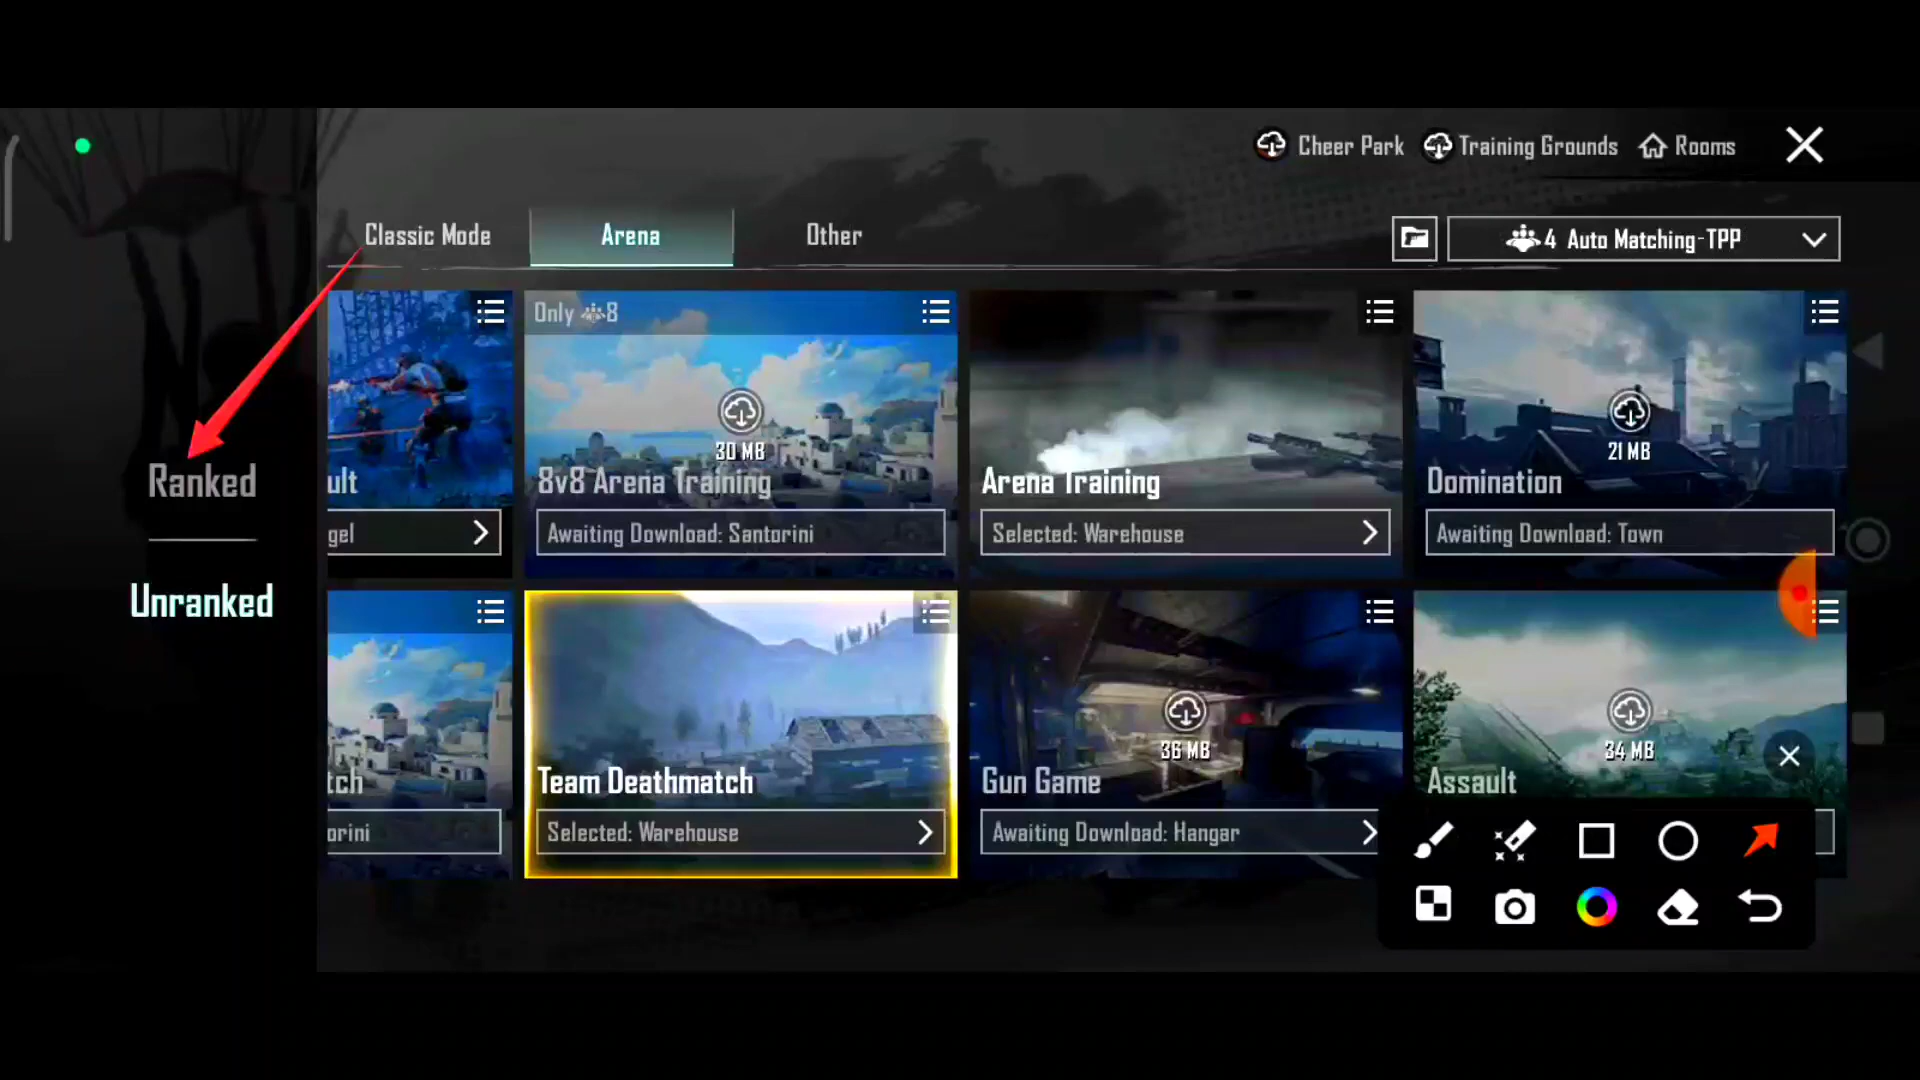 Cheer Park
Training Grounds
Rooms
Classic Mode
Arena
Other
4 Auto Matching-TPP
Ranked
Unranked
ult
gel
Only 8
30 MB
8v8 Arena Training
Awaiting Download: Santorini
Arena Training
Selected: Warehouse
21 MB
Domination
Awaiting Download: Town
tch
orini
Team Deathmatch
Selected: Warehouse
36 MB
Gun Game
Awaiting Download: Hangar
34 MB
Assault